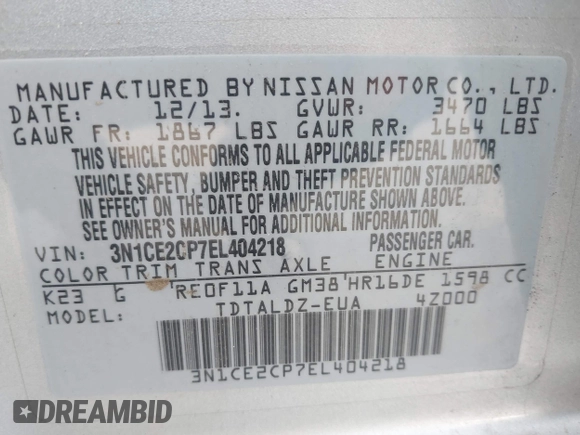 MANUFACTURED BY NISSAN MOTOR CO., LTD.
DATE: 12/13. GVWR: 3470 LBS
GAWR FR: 1867 LBS GAWR RR: 1664 LBS
THIS VEHICLE CONFORMS TO ALL APPLICABLE FEDERAL MOTOR
VEHICLE SAFETY, BUMPER AND THEFT PREVENTION STANDARDS
IN EFFECT ON THE DATE OF MANUFACTURE SHOWN ABOVE.
SEE OWNER'S MANUAL FOR ADDITIONAL INFORMATION.
VIN: 3N1CE2CP7EL404218 PASSENGER CAR.
COLOR TRIM TRANS AXLE ENGINE
K23 G RE0F11A GM38 HR16DE 1598 CC
MODEL: TDTALDZ-EUA 4Z000
3N1CE2CP7EL404218
DREAMBID